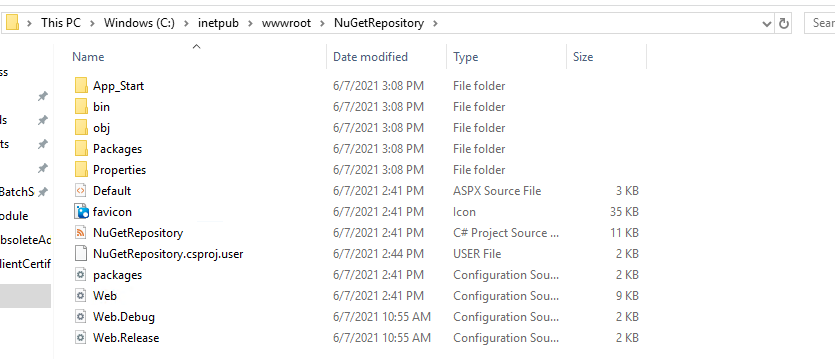 This PC > Windows (C:) > inetpub > wwwroot > NuGetRepository > Sear
Name Date modified Type Size
ss
App_Start 6/7/2021 3:08 PM File folder
bin 6/7/2021 3:08 PM File folder
ls obj 6/7/2021 3:08 PM File folder
ts Packages 6/7/2021 3:08 PM File folder
Properties 6/7/2021 3:08 PM File folder
BatchS Default 6/7/2021 2:41 PM ASPX Source File 3 KB
odule favicon 6/7/2021 2:41 PM Icon 35 KB
bsoleteAc NuGetRepository 6/7/2021 2:41 PM C# Project Source ... 11 KB
lientCertif NuGetRepository.csproj.user 6/7/2021 2:44 PM USER File 2 KB
packages 6/7/2021 2:41 PM Configuration Sou... 2 KB
Web 6/7/2021 2:41 PM Configuration Sou... 9 KB
Web.Debug 6/7/2021 10:55 AM Configuration Sou... 2 KB
Web.Release 6/7/2021 10:55 AM Configuration Sou... 2 KB